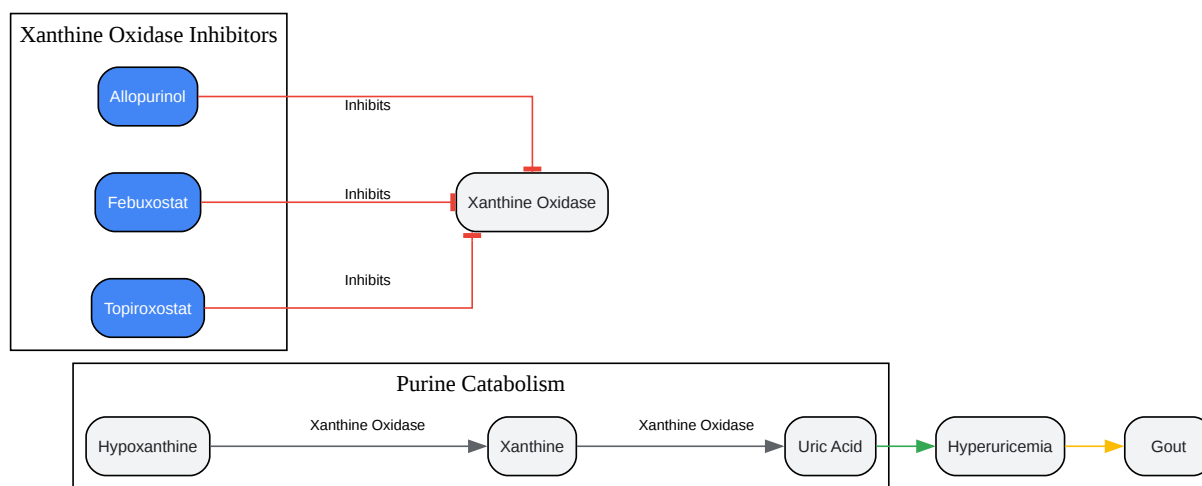 Xanthine Oxidase Inhibitors
Allopurinol
Inhibits
Febuxostat
Inhibits
Xanthine Oxidase
Topiroxostat
Inhibits
Purine Catabolism
Hypoxanthine
Xanthine Oxidase
Xanthine
Xanthine Oxidase
Uric Acid
Hyperuricemia
Gout